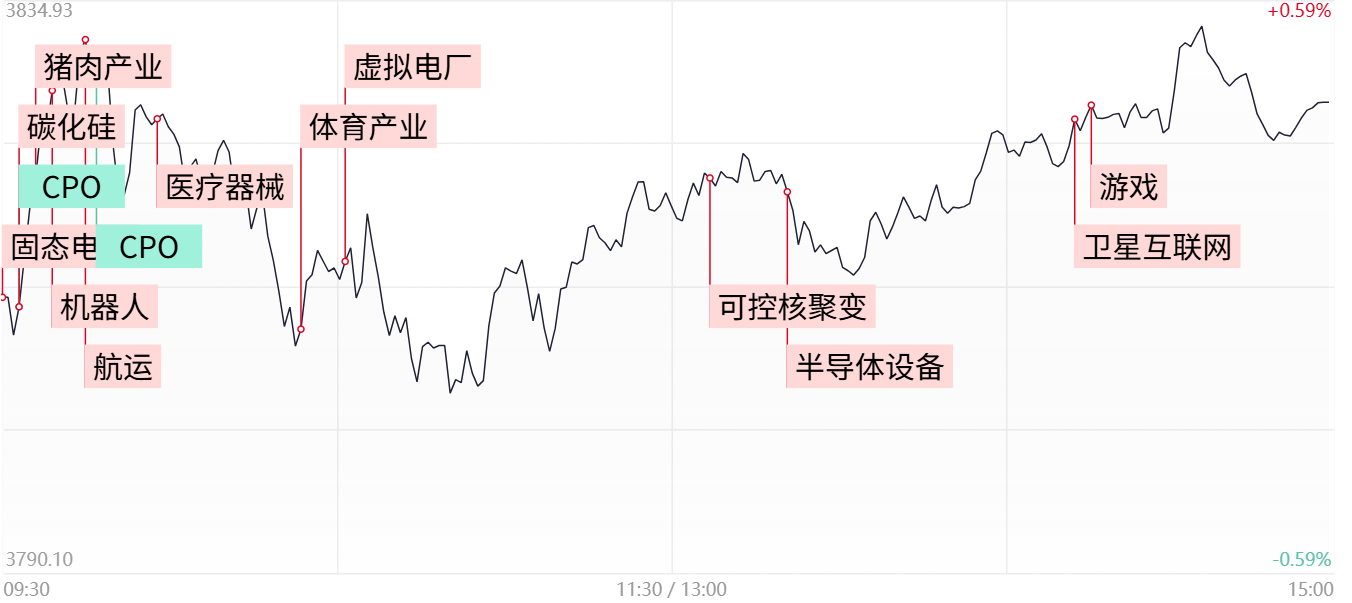 3834.93
+0.59%
猪肉产业
虚拟电厂
碳化硅
体育产业
CPO
医疗器械
游戏
固态电
CPO
卫星互联网
机器人
可控核聚变
航运
半导体设备
3790.10
-0.59%
09:30
11:30 / 13:00
15:00